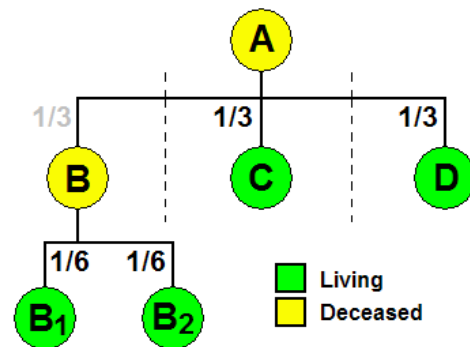 A
1/3 1/3 1/3
B C D
1/6 1/6
B₁ B₂
Living
Deceased